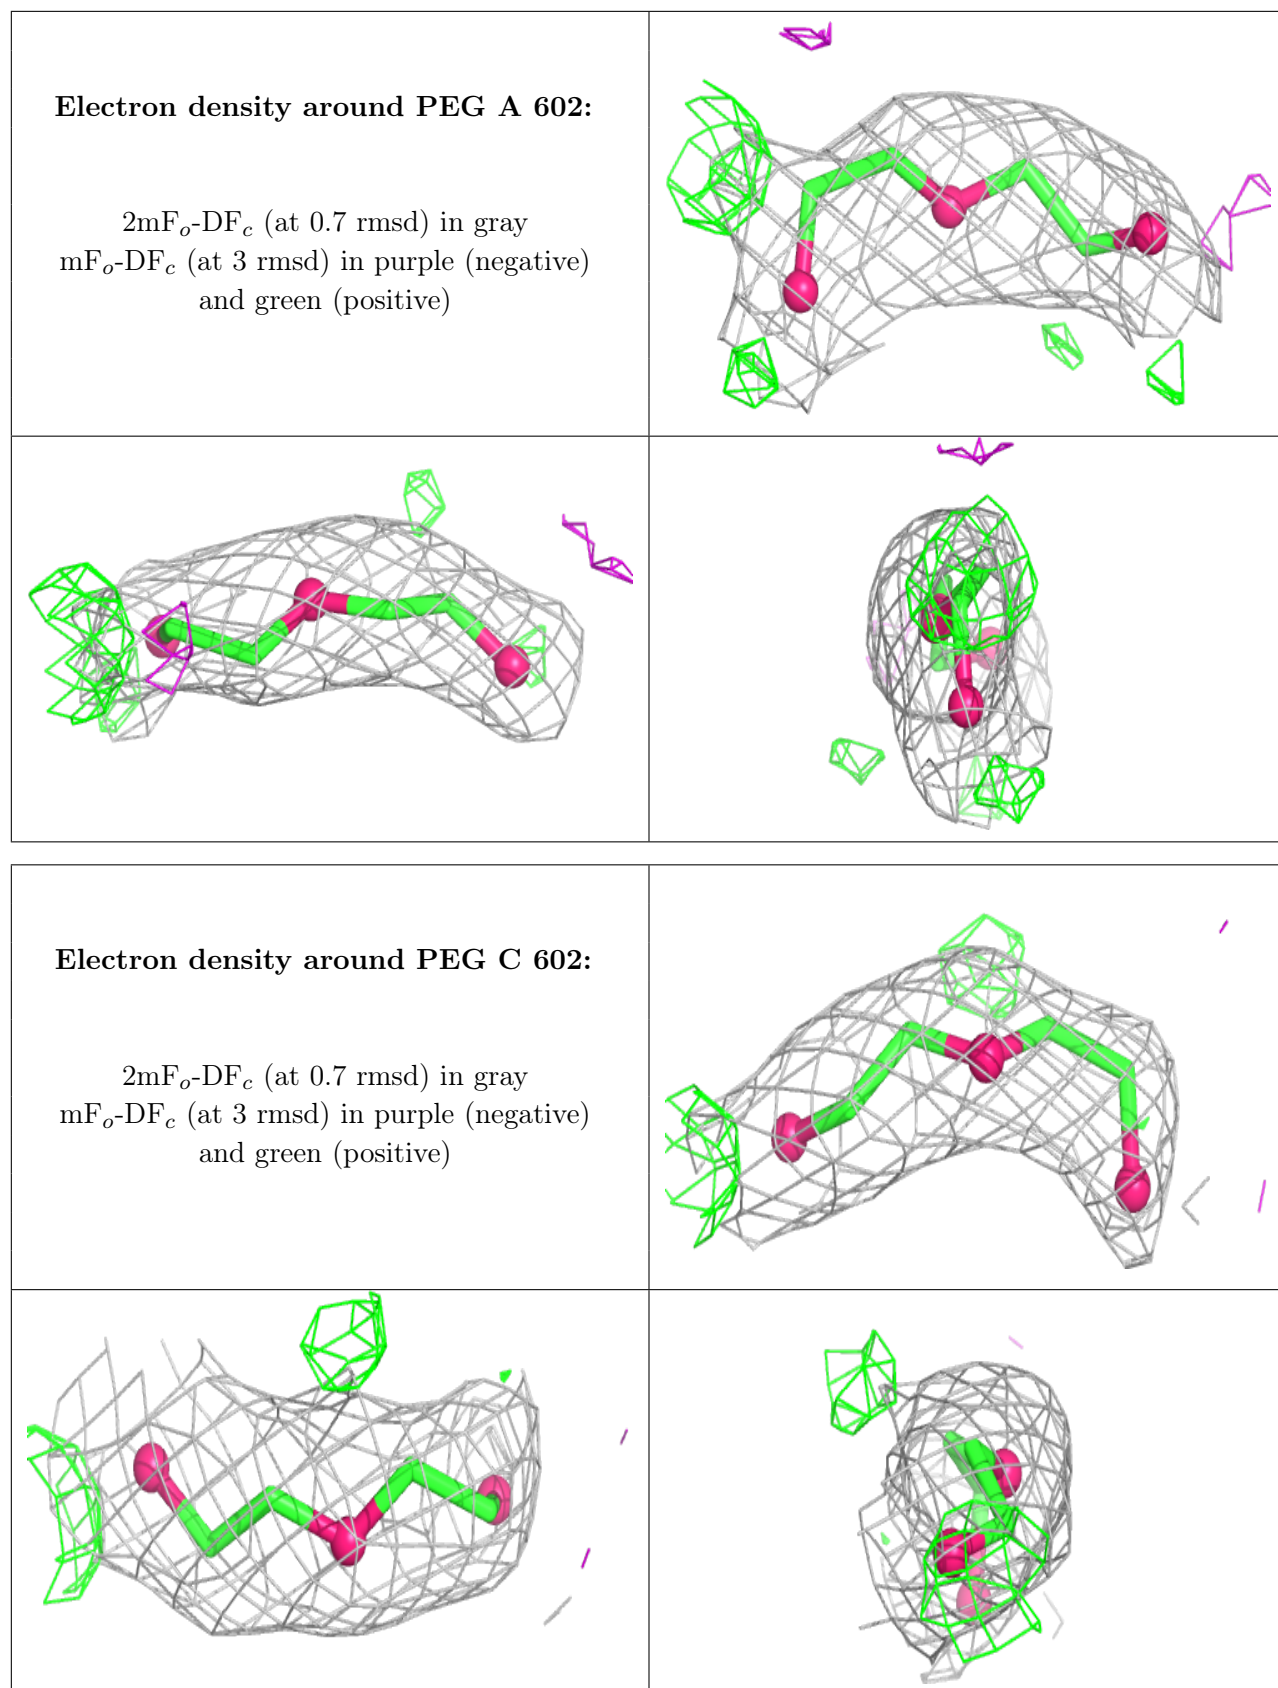 Electron density around PEG A 602:
2mFo-DFc (at 0.7 rmsd) in gray
mFo-DFc (at 3 rmsd) in purple (negative)
and green (positive)
Electron density around PEG C 602:
2mFo-DFc (at 0.7 rmsd) in gray
mFo-DFc (at 3 rmsd) in purple (negative)
and green (positive)